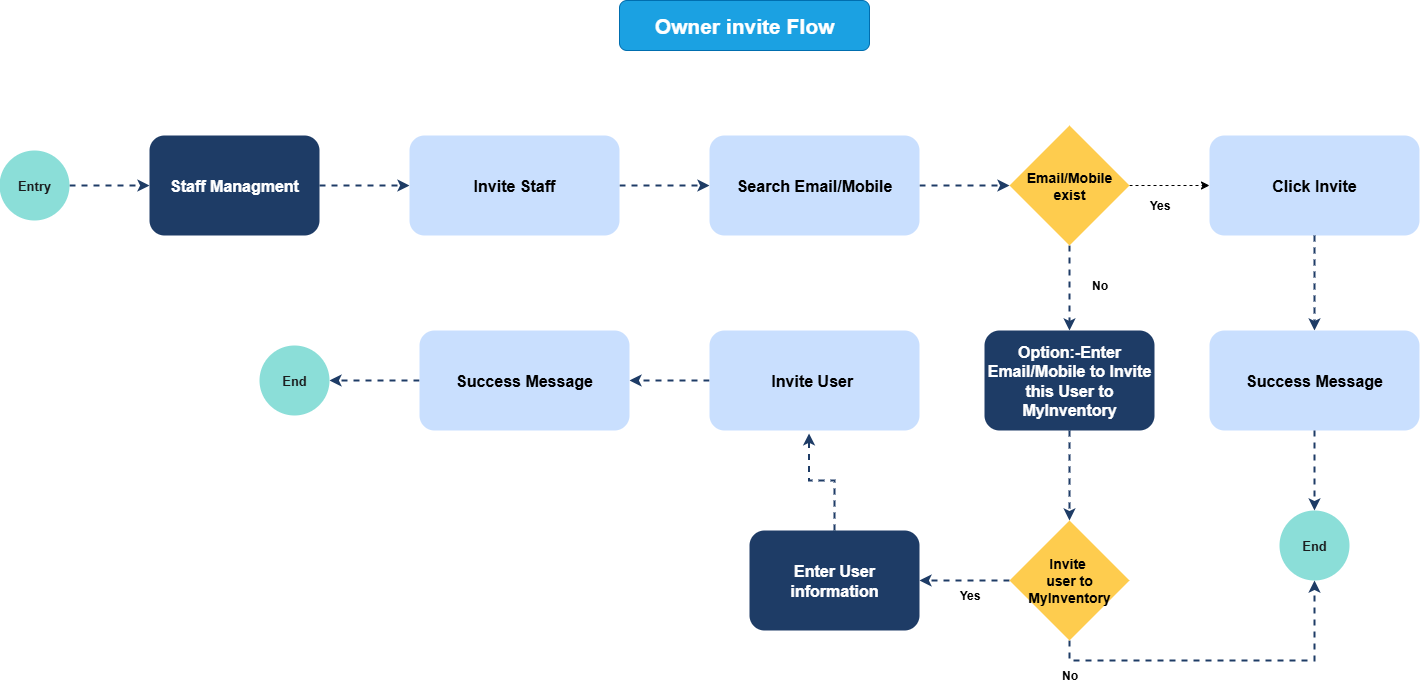 Owner invite Flow
Entry
Staff Managment
Invite Staff
Search Email/Mobile
Email/Mobile
exist
Yes
Click Invite
No
End
Success Message
Invite User
Option:-Enter
Email/Mobile to Invite
this User to
MyInventory
Success Message
Enter User
information
Yes
Invite
user to
MyInventory
End
No